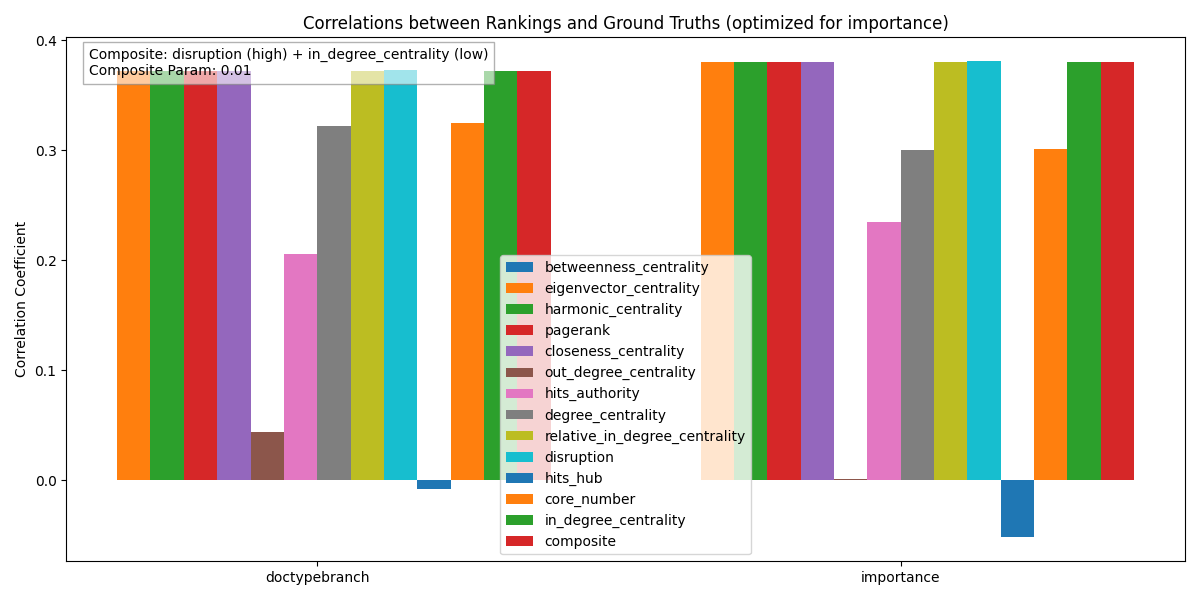 Correlations between Rankings and Ground Truths (optimized for importance)
Composite: disruption (high) + in_degree_centrality (low)
Composite Param: 0.01
Correlation Coefficient
0.4
0.3
0.2
0.1
0.0
betweenness_centrality
eigenvector_centrality
harmonic_centrality
pagerank
closeness_centrality
out_degree_centrality
hits_authority
degree_centrality
relative_in_degree_centrality
disruption
hits_hub
core_number
in_degree_centrality
composite
doctypebranch
importance